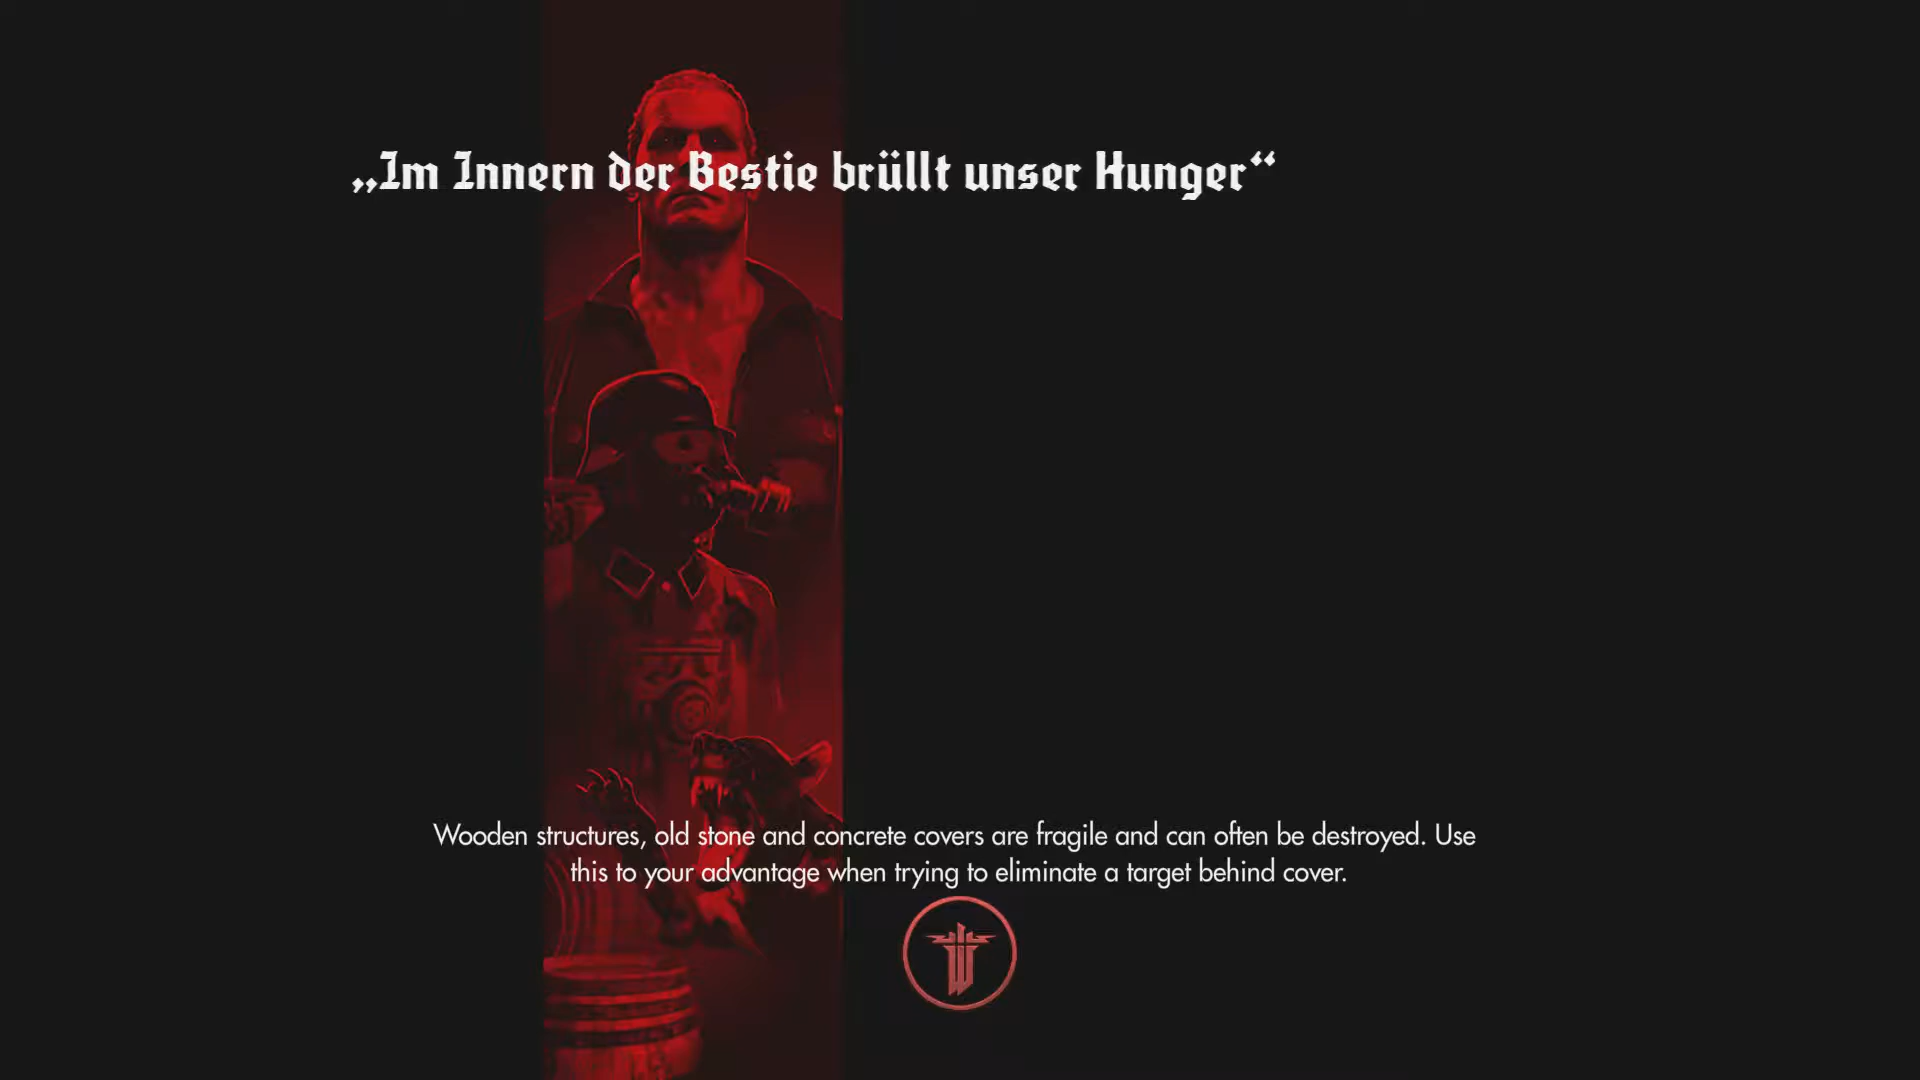 „Im Innern der Bestie brüllt unser Hunger“
Wooden structures, old stone and concrete covers are fragile and can often be destroyed. Use
this to your advantage when trying to eliminate a target behind cover.